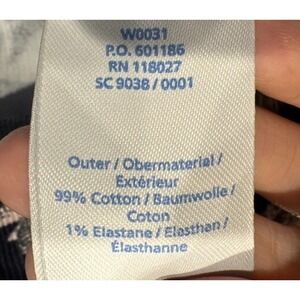 W0031
P.O. 601186
RN 118027
SC 9038 / 0001
Outer / Obermaterial /
Extérieur
99% Cotton / Baumwolle /
Coton
1% Elastane / Elasthan /
Élasthanne